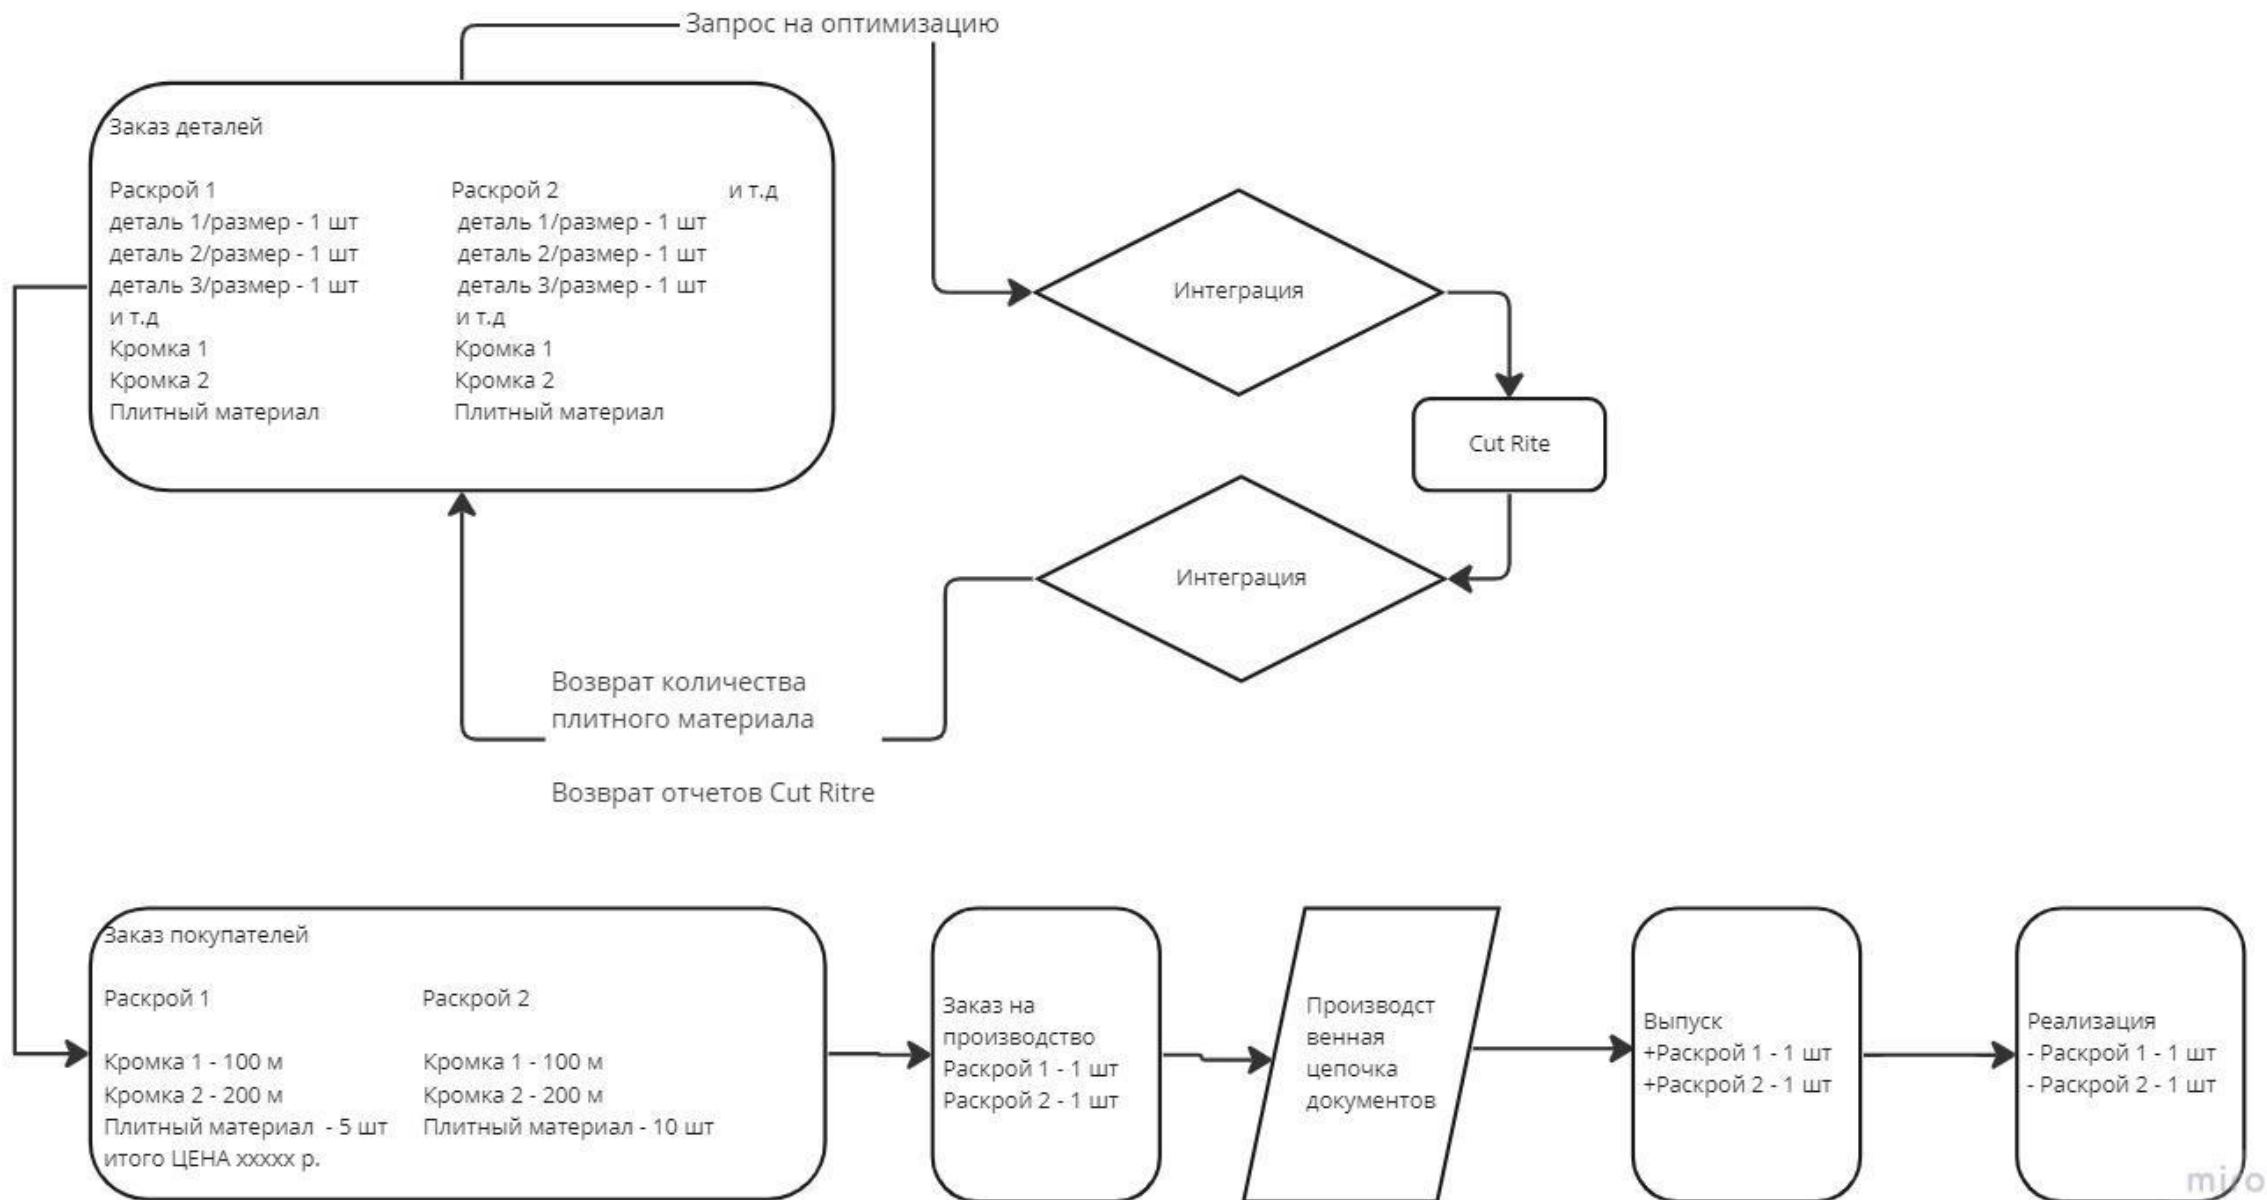 Запрос на оптимизацию
Заказ деталей
Раскрой 1 Раскрой 2 и т.д
деталь 1/размер - 1 шт деталь 1/размер - 1 шт
деталь 2/размер - 1 шт деталь 2/размер - 1 шт
деталь 3/размер - 1 шт деталь 3/размер - 1 шт
и т.д и т.д
Кромка 1 Кромка 1
Кромка 2 Кромка 2
Плитный материал Плитный материал
Интеграция
Cut Rite
Интеграция
Возврат количества
плитного материала
Возврат отчетов Cut Ritre
Заказ покупателей
Раскрой 1 Раскрой 2
Кромка 1 - 100 м Кромка 1 - 100 м
Кромка 2 - 200 м Кромка 2 - 200 м
Плитный материал - 5 шт Плитный материал - 10 шт
итого ЦЕНА xxxxx р.
Заказ на
производство
Раскрой 1 - 1 шт
Раскрой 2 - 1 шт
Производст
венная
цепочка
документов
Выпуск
+Раскрой 1 - 1 шт
+Раскрой 2 - 1 шт
Реализация
- Раскрой 1 - 1 шт
- Раскрой 2 - 1 шт
miro